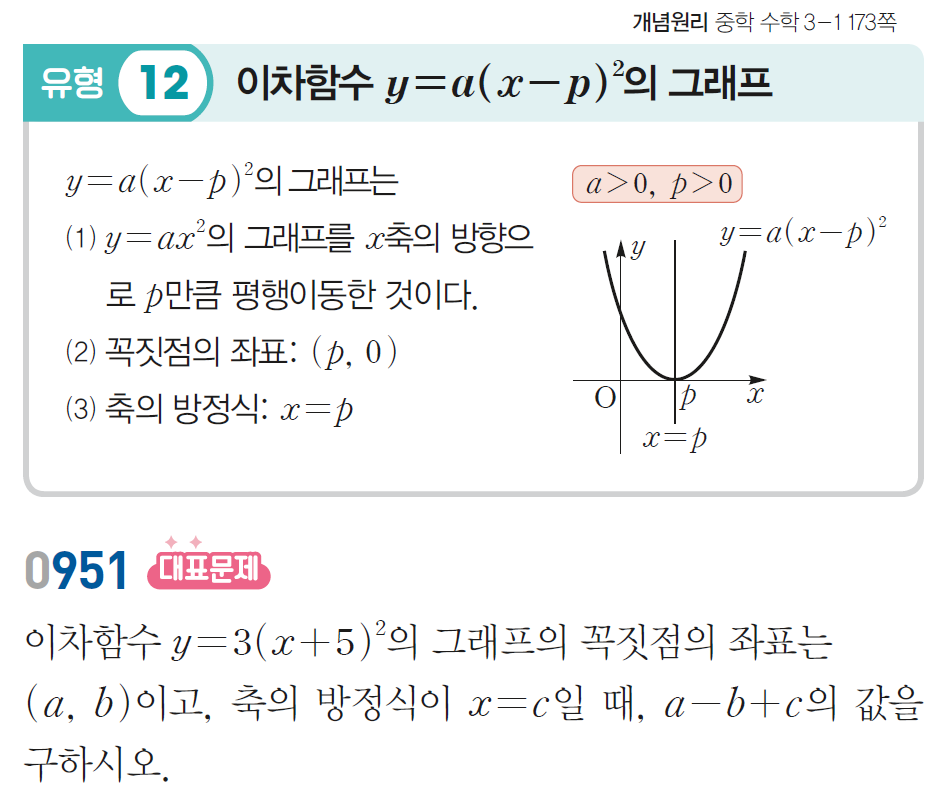 개념원리 중학 수학 3-1 173쪽
유형 12 이차함수 y=a(x-p)²의 그래프
y=a(x-p)²의 그래프는
(1) y=ax²의 그래프를 x축의 방향으
로 p만큼 평행이동한 것이다.
(2) 꼭짓점의 좌표: (p, 0)
(3) 축의 방정식: x=p
a>0, p>0
y=a(x-p)²
y
O
p
x
x=p
0951 대표문제
이차함수 y=3(x+5)²의 그래프의 꼭짓점의 좌표는
(a, b)이고, 축의 방정식이 x=c일 때, a-b+c의 값을
구하시오.